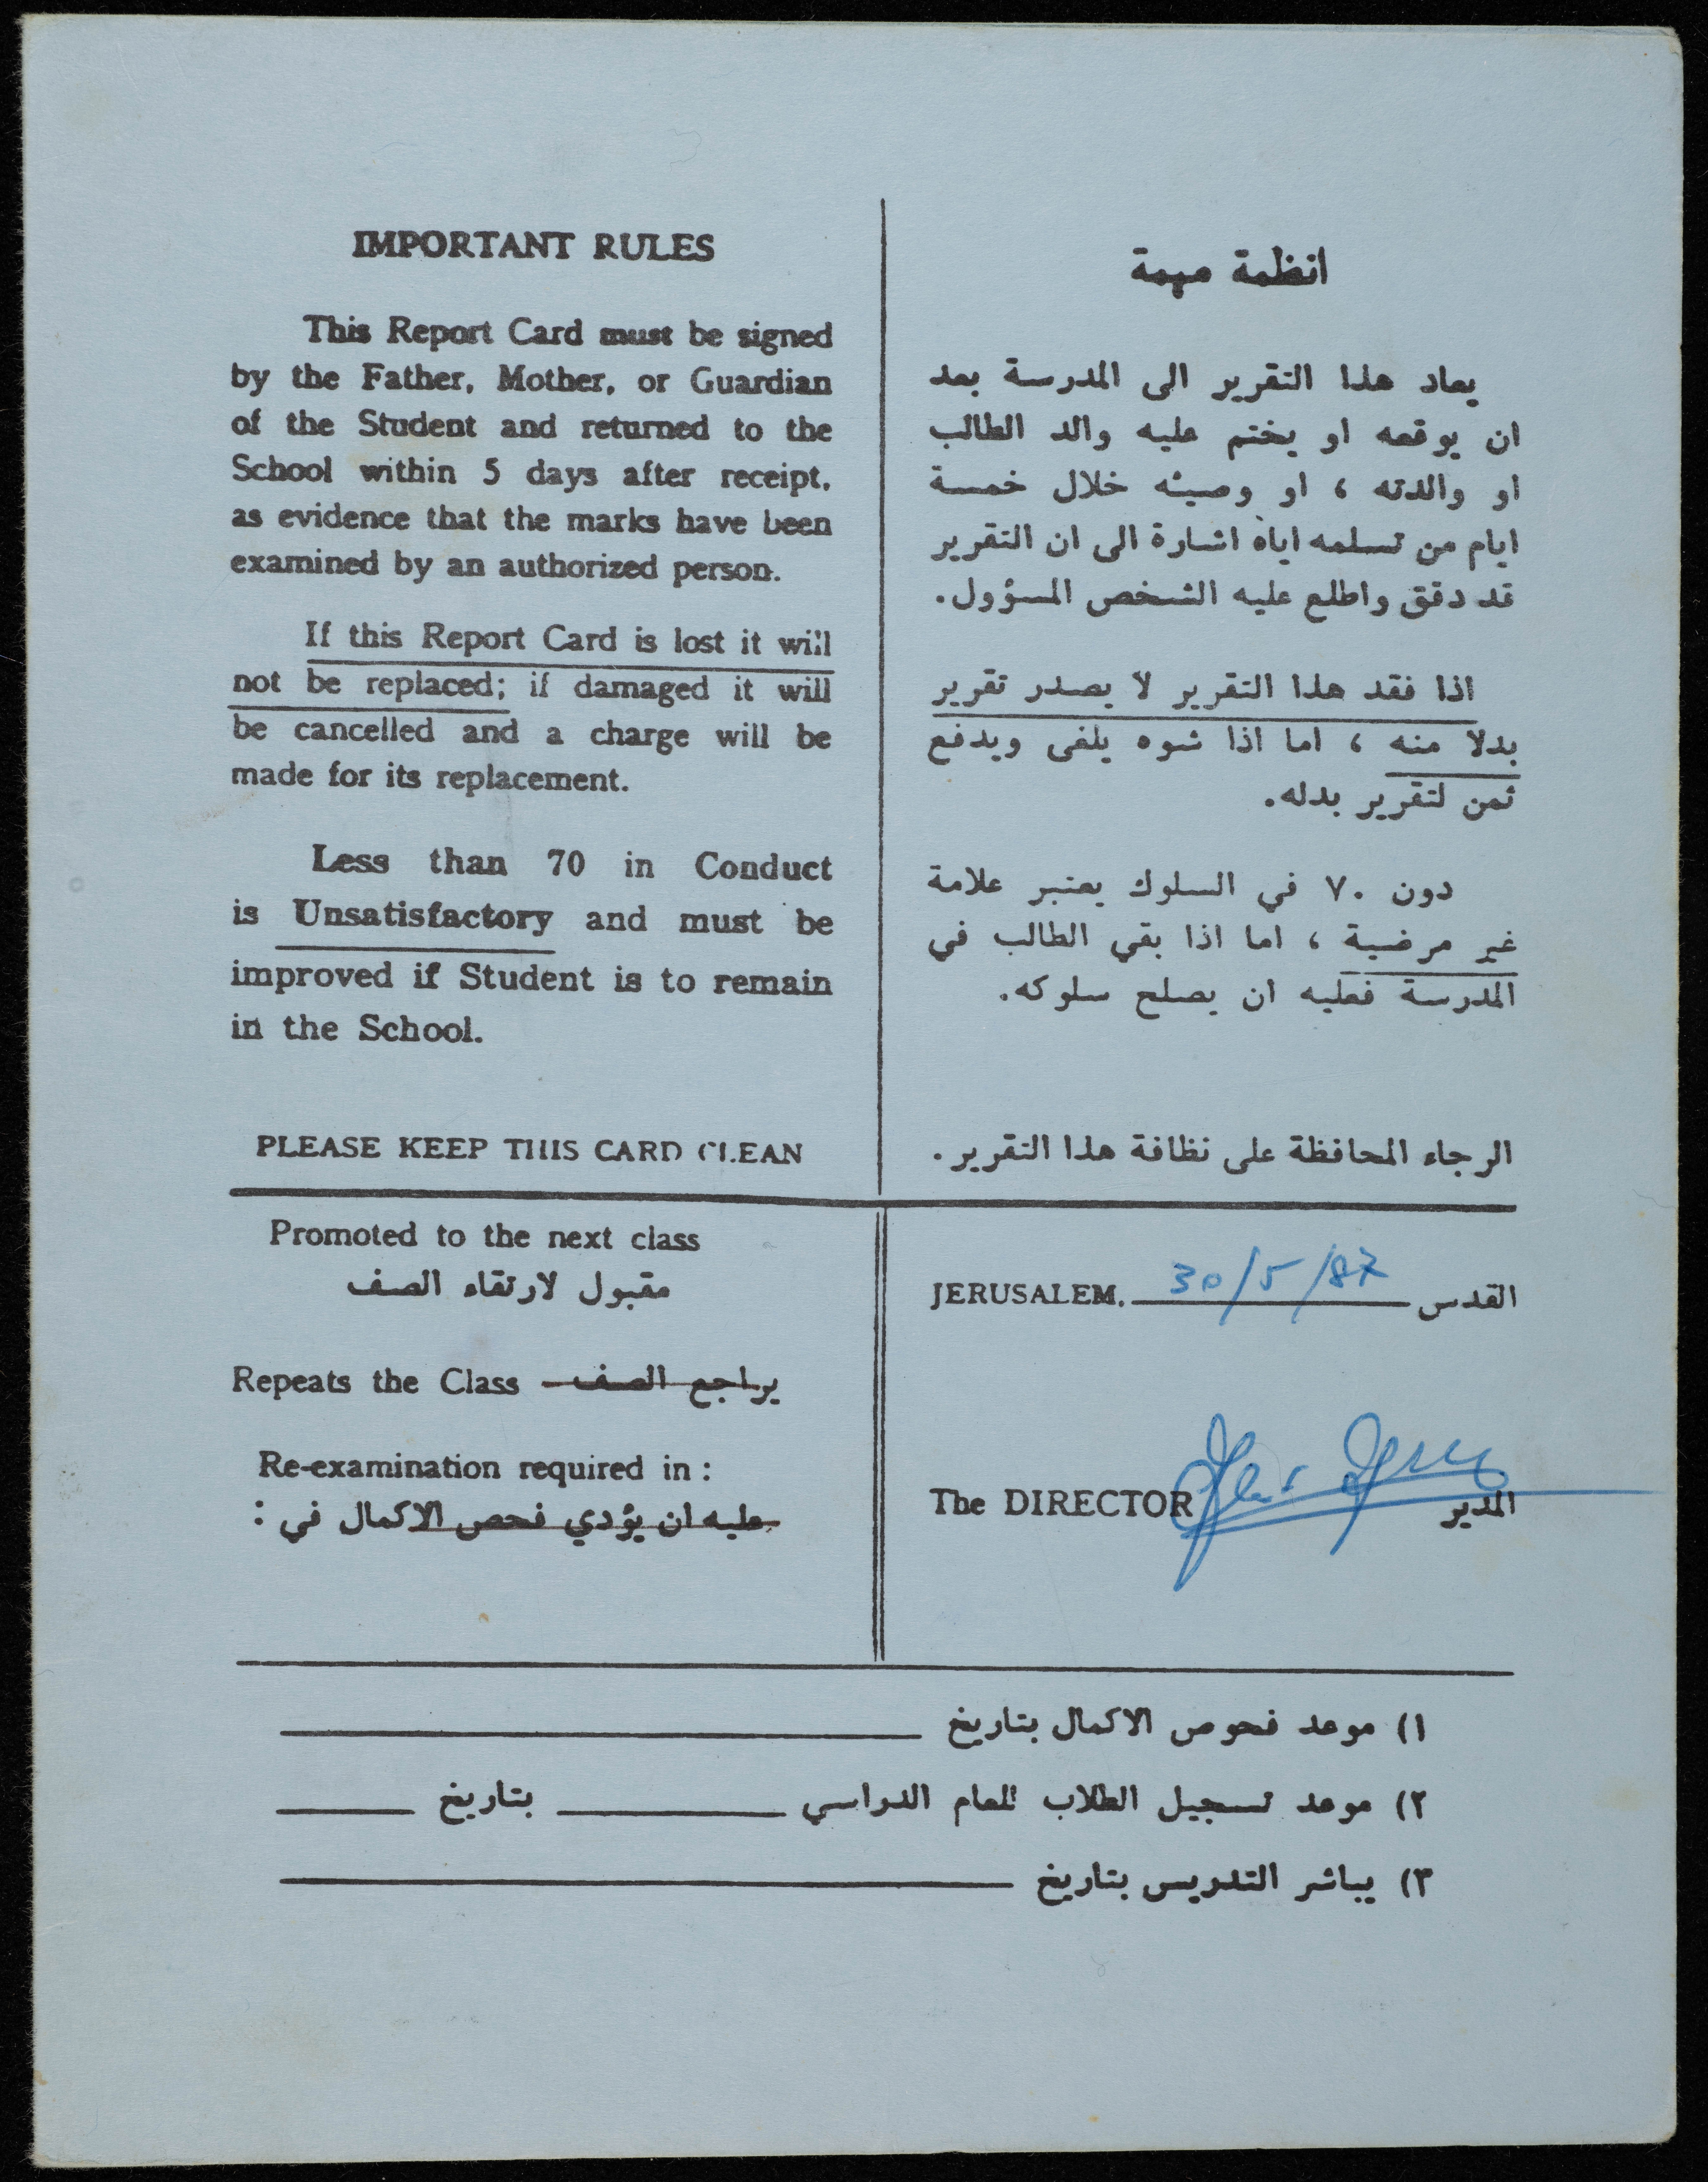 IMPORTANT RULES
This Report Card must be signed
by the Father, Mother, or Guardian
of the Student and returned to the
School within 5 days after receipt,
as evidence that the marks have been
examined by an authorized person.
If this Report Card is lost it will
not be replaced; if damaged it will
be cancelled and a charge will be
made for its replacement.
Less than 70 in Conduct
is Unsatisfactory and must be
improved if Student is to remain
in the School.
PLEASE KEEP THIS CARD CLEAN
انظمة مهمة
يعاد هذا التقرير الى المدرسة بعد
ان يوقعه او يختم عليه والد الطالب
او والدته ، او وصيئه خلال خمسة
ايام من تسلمه اياه اشارة الى ان التقرير
قد دقق واطلع عليه الشخص المسؤول.
اذا فقد هذا التقرير لا يصدر تقرير
بدلا منه ، اما اذا شوه يلغى ويدفع
ثمن لتقرير بدله.
دون ٧٠ في السلوك يعتبر علامة
غير مرضية ، اما اذا بقي الطالب في
المدرسة فعليه ان يصلح سلوكه.
الرجاء المحافظة على نظافة هذا التقرير.
Promoted to the next class
مقبول لارتقاء الصف
Repeats the Class يراجع الصف
Re-examination required in :
عليه ان يؤدي فحص الاكمال في :
JERUSALEM. 30/5/87 القدس
The DIRECTOR المدير
١) موعد فحوص الاكمال بتاريخ
٢) موعد تسجيل الطلاب للعام الدراسي بتاريخ
٣) يباشر التدريس بتاريخ